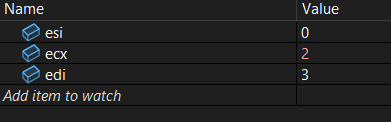 Name Value
esi 0
ecx 2
edi 3
Add item to watch